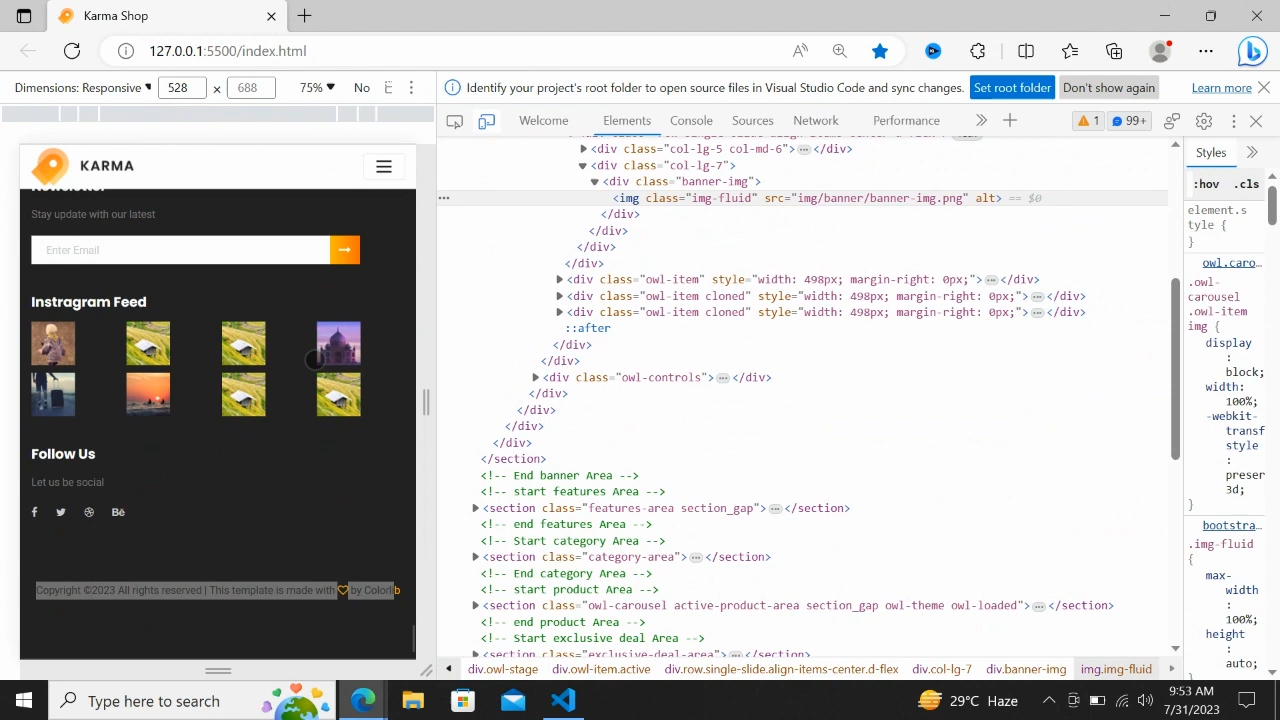 Karma Shop
127.0.0.1:5500/index.html
Dimensions: Responsive 528 × 688 75% No
Identify your project's root folder to open source files in Visual Studio Code and sync changes. Set root folder Don't show again Learn more
Welcome Elements Console Sources Network Performance 1 99+
KARMA
Stay update with our latest
Enter Email
Instragram Feed
Follow Us
Let us be social
Copyright ©2023 All rights reserved | This template is made with by Colorlib
<div class="col-lg-5 col-md-6">…</div>
<div class="col-lg-7">
<div class="banner-img">
<img class="img-fluid" src="img/banner/banner-img.png" alt> == $0
</div>
</div>
</div>
</div>
<div class="owl-item" style="width: 498px; margin-right: 0px;">…</div>
<div class="owl-item cloned" style="width: 498px; margin-right: 0px;">…</div>
<div class="owl-item cloned" style="width: 498px; margin-right: 0px;">…</div>
::after
</div>
</div>
<div class="owl-controls">…</div>
</div>
</div>
</div>
</div>
</section>
<!-- End banner Area -->
<!-- start features Area -->
<section class="features-area section_gap">…</section>
<!-- end features Area -->
<!-- Start category Area -->
<section class="category-area">…</section>
<!-- End category Area -->
<!-- start product Area -->
<section class="owl-carousel active-product-area section_gap owl-theme owl-loaded">…</section>
<!-- end product Area -->
<!-- Start exclusive deal Area -->
<section class="exclusive-deal-area">…</section>
div.owl-stage div.owl-item.active div.row.single-slide.align-items-center.d-flex div.col-lg-7 div.banner-img img.img-fluid
Styles
:hov .cls
element.s
tyle {
}
owl.caro…
.owl-
carousel
.owl-item
img {
display
:
block;
width:
100%;
-webkit-
transf
style
:
preser
3d;
}
bootstra…
.img-fluid
{
max-
width
:
100%;
height
:
auto;
Type here to search
29°C Haze
9:53 AM
7/31/2023